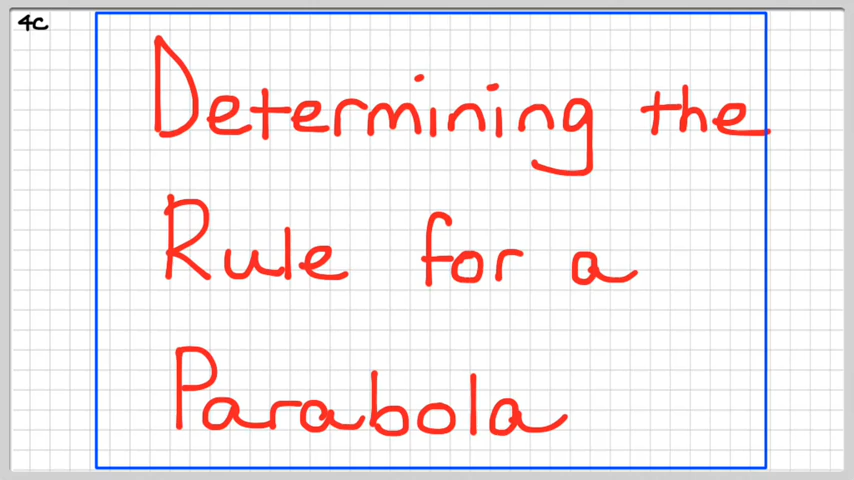 4C
Determining the
Rule for a
Parabola